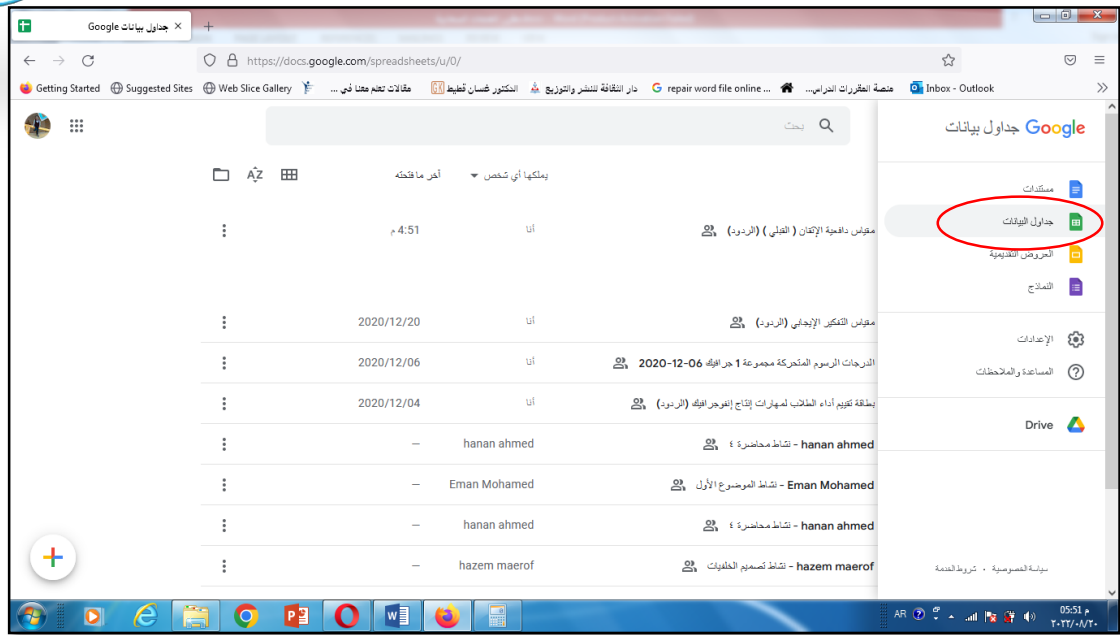 جداول بيانات Google
https://docs.google.com/spreadsheets/u/0/
Getting Started
Suggested Sites
Web Slice Gallery
مقالات تعلم معنا في ...
الدكتور غسان قطيط
دار الثقافة للنشر والتوزيع
repair word file online ...
منصة المقررات الدراس...
Inbox - Outlook
Google جداول بيانات
بحث
مستندات
جداول البيانات
العروض التقديمية
النماذج
الإعدادات
المساعدة والملاحظات
Drive
سياسة الخصوصية · شروط الخدمة
يملكها أي شخص
آخر ما فتحته
AZ
مقياس دافعية الإتقان ( القبلي ) (الردود) أنا 4:51 م
مقياس التفكير الإيجابي (الردود) أنا 2020/12/20
الدرجات الرسوم المتحركة مجموعة 1 جرافيك 06-12-2020 أنا 2020/12/06
بطاقة تقييم أداء الطلاب لمهارات إنتاج إنفوجرافيك (الردود) أنا 2020/12/04
hanan ahmed - نشاط محاضرة ٤ hanan ahmed —
Eman Mohamed - نشاط الموضوع الأول Eman Mohamed —
hanan ahmed - نشاط محاضرة ٤ hanan ahmed —
hazem maerof - نشاط تصميم الخلفيات hazem maerof —
AR
05:51 م
٢٠٢٢/٠٨/٢٠